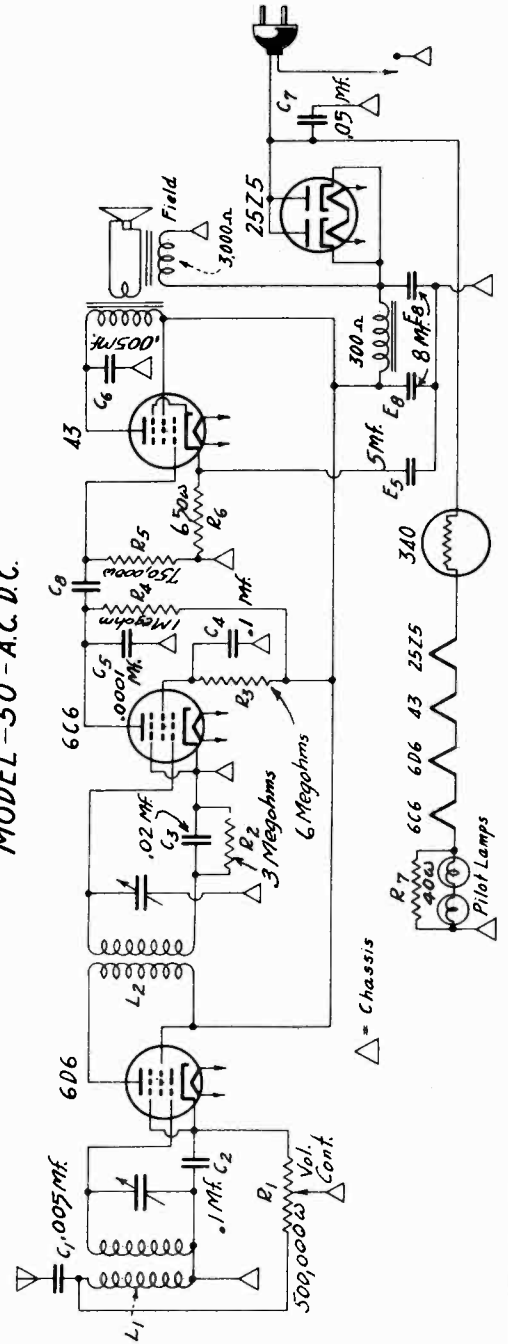 MODEL-50-A.C. D.C.
C1 .005 Mf.
L1
6D6
.1 Mf.
C2
R1
500,000ω
Vol.
Cont.
L2
6C6
.02 Mf.
C3
R2
3 Megohms
C5
.0001
Mf.
R4
1 Megohm
C4
.1
Mf.
R3
6 Megohms
C8
R5
750,000ω
43
650ω
R6
C6
.005 Mf.
Field
3,000Ω
25Z5
C7
.05 Mf.
300Ω
E8
8 Mf.
E8
5 Mf.
E5
△ = Chassis
R7
40ω
Pilot Lamps
6C6
6D6
43
25Z5
340